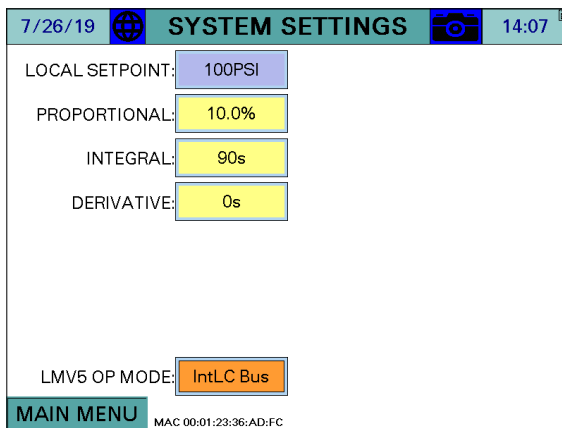 7/26/19 SYSTEM SETTINGS 14:07
LOCAL SETPOINT: 100PSI
PROPORTIONAL: 10.0%
INTEGRAL: 90s
DERIVATIVE: 0s
LMV5 OP MODE: IntLC Bus
MAIN MENU MAC 00:01:23:36:AD:FC